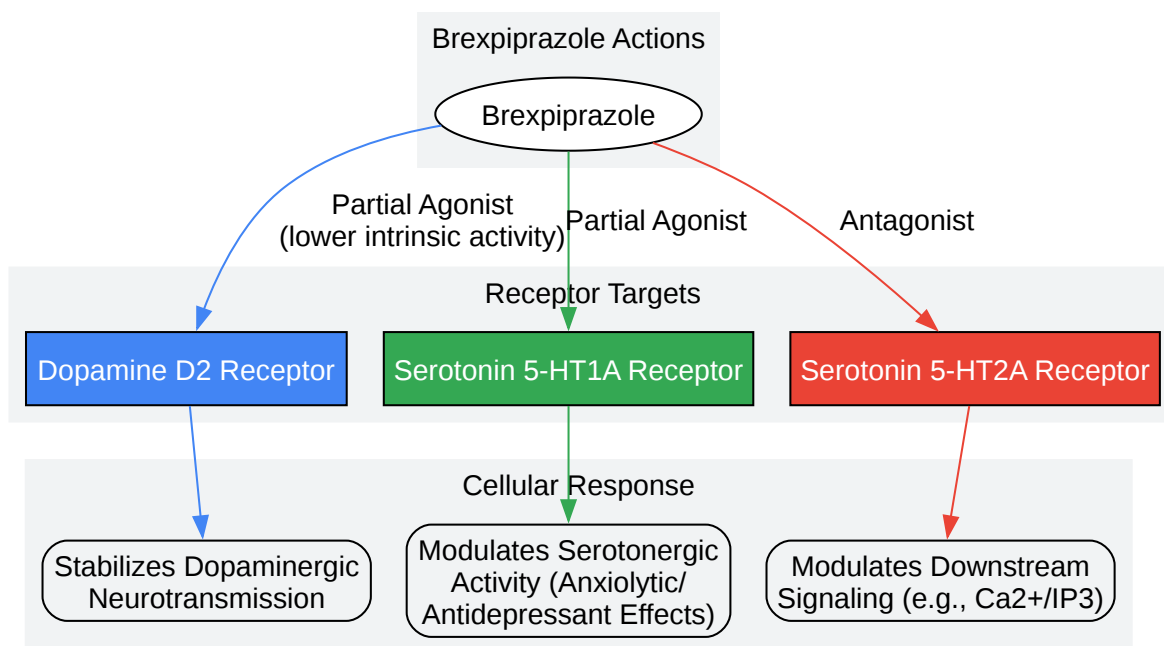 Brexpiprazole Actions
Brexpiprazole
Partial Agonist
(lower intrinsic activity)
Partial Agonist
Antagonist
Receptor Targets
Dopamine D2 Receptor
Serotonin 5-HT1A Receptor
Serotonin 5-HT2A Receptor
Cellular Response
Stabilizes Dopaminergic
Neurotransmission
Modulates Serotonergic
Activity (Anxiolytic/
Antidepressant Effects)
Modulates Downstream
Signaling (e.g., Ca2+/IP3)